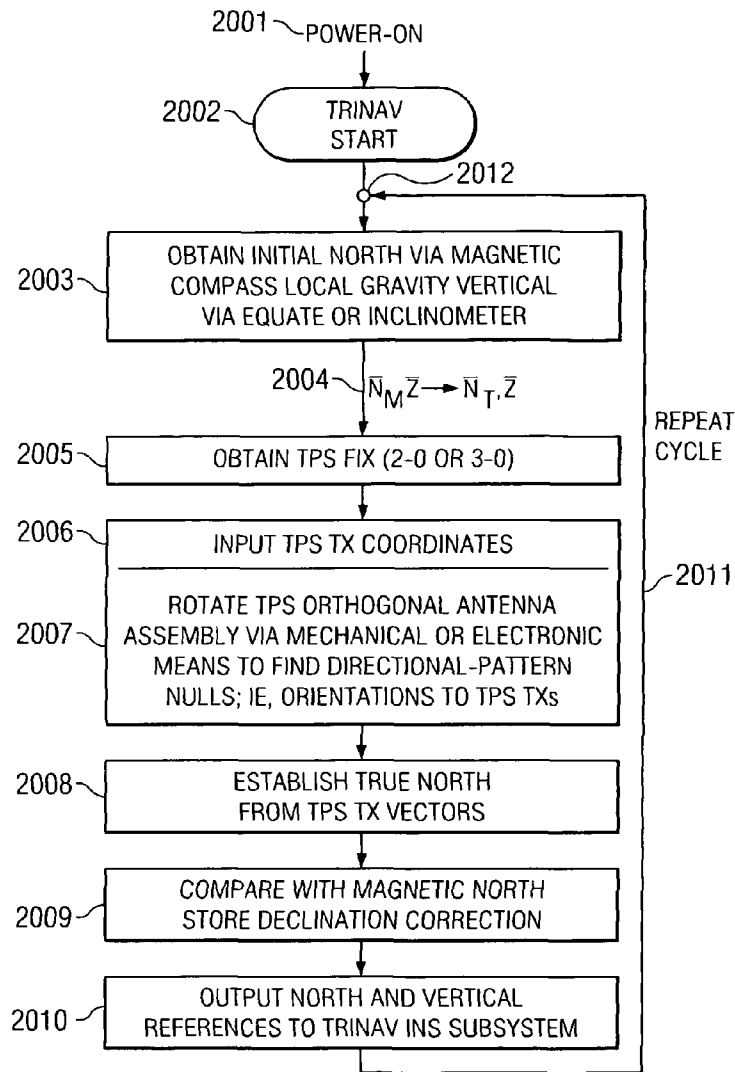 2001 POWER-ON
2002 TRINAV
START
2012
2003 OBTAIN INITIAL NORTH VIA MAGNETIC
COMPASS LOCAL GRAVITY VERTICAL
VIA EQUATE OR INCLINOMETER
2004 N̅M Z̅ → N̅T, Z̅
REPEAT
CYCLE
2005 OBTAIN TPS FIX (2-0 OR 3-0)
2006 INPUT TPS TX COORDINATES
2011
2007 ROTATE TPS ORTHOGONAL ANTENNA
ASSEMBLY VIA MECHANICAL OR ELECTRONIC
MEANS TO FIND DIRECTIONAL-PATTERN
NULLS; IE, ORIENTATIONS TO TPS TXs
2008 ESTABLISH TRUE NORTH
FROM TPS TX VECTORS
2009 COMPARE WITH MAGNETIC NORTH
STORE DECLINATION CORRECTION
2010 OUTPUT NORTH AND VERTICAL
REFERENCES TO TRINAV INS SUBSYSTEM